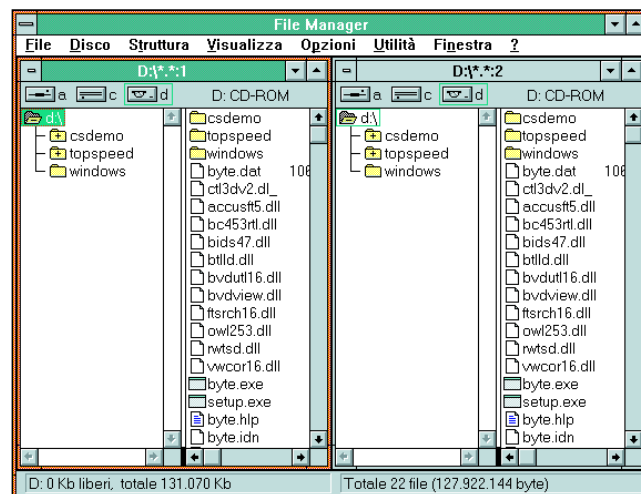 File Manager
File Disco Struttura Visualizza Opzioni Utilità Finestra ?
D:\*.*:1
a c d D: CD-ROM
d:\
csdemo
topspeed
windows
csdemo
topspeed
windows
byte.dat 106
ctl3dv2.dl_
accusft5.dll
bc453rtl.dll
bids47.dll
btlld.dll
bvdutl16.dll
bvdview.dll
ftsrch16.dll
owl253.dll
rwtsd.dll
vwcor16.dll
byte.exe
setup.exe
byte.hlp
byte.idn
D:\*.*:2
a c d D: CD-ROM
d:\
csdemo
topspeed
windows
csdemo
topspeed
windows
byte.dat 106
ctl3dv2.dl_
accusft5.dll
bc453rtl.dll
bids47.dll
btlld.dll
bvdutl16.dll
bvdview.dll
ftsrch16.dll
owl253.dll
rwtsd.dll
vwcor16.dll
byte.exe
setup.exe
byte.hlp
byte.idn
D: 0 Kb liberi, totale 131.070 Kb
Totale 22 file (127.922.144 byte)